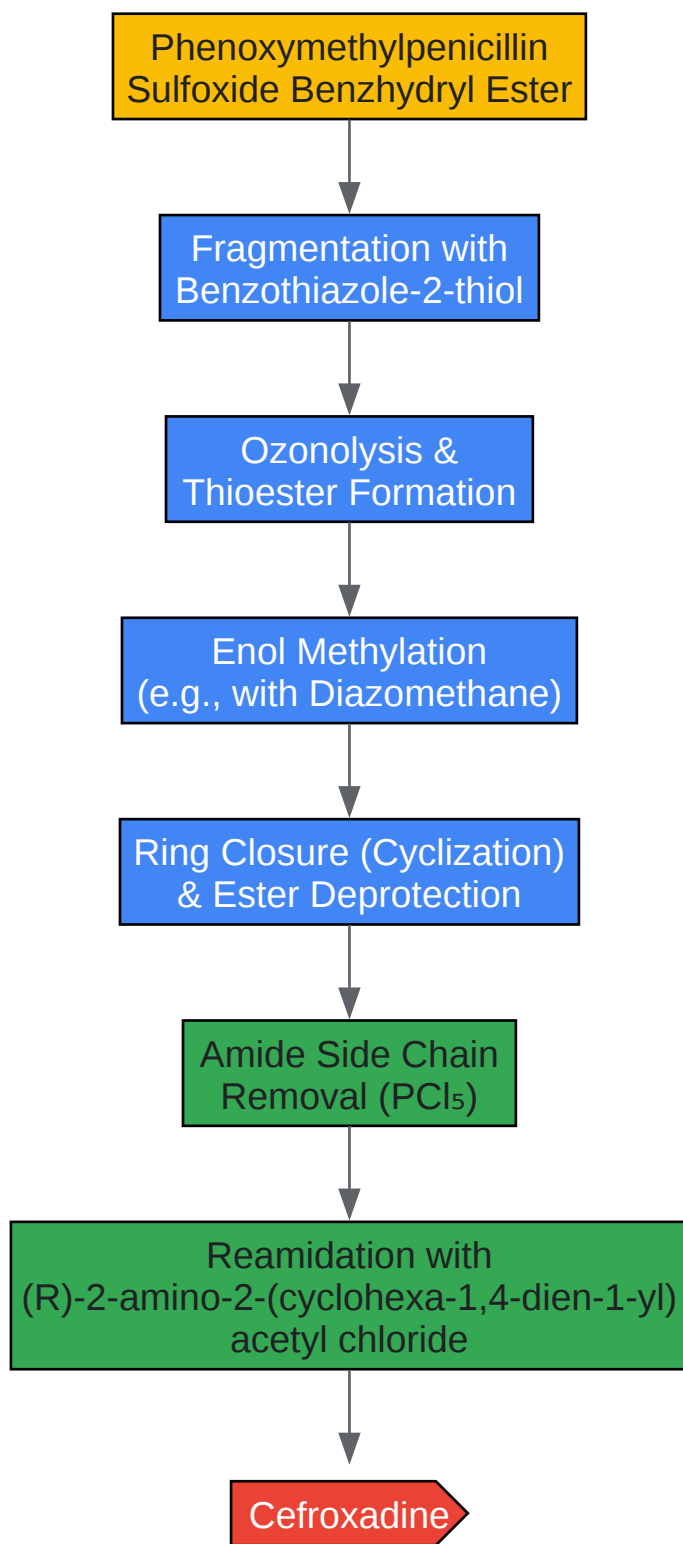 Phenoxymethylpenicillin
Sulfoxide Benzhydryl Ester
Fragmentation with
Benzothiazole-2-thiol
Ozonolysis &
Thioester Formation
Enol Methylation
(e.g., with Diazomethane)
Ring Closure (Cyclization)
& Ester Deprotection
Amide Side Chain
Removal (PCl₅)
Reamidation with
(R)-2-amino-2-(cyclohexa-1,4-dien-1-yl)
acetyl chloride
Cefroxadine